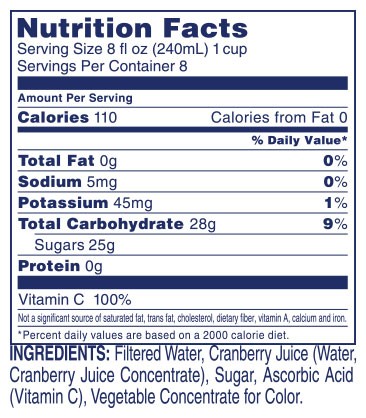 Nutrition Facts
Serving Size 8 fl oz (240mL) 1 cup
Servings Per Container 8
Amount Per Serving
Calories 110 Calories from Fat 0
% Daily Value*
Total Fat 0g 0%
Sodium 5mg 0%
Potassium 45mg 1%
Total Carbohydrate 28g 9%
Sugars 25g
Protein 0g
Vitamin C 100%
Not a significant source of saturated fat, trans fat, cholesterol, dietary fiber, vitamin A, calcium and iron.
*Percent daily values are based on a 2000 calorie diet.
INGREDIENTS: Filtered Water, Cranberry Juice (Water,
Cranberry Juice Concentrate), Sugar, Ascorbic Acid
(Vitamin C), Vegetable Concentrate for Color.